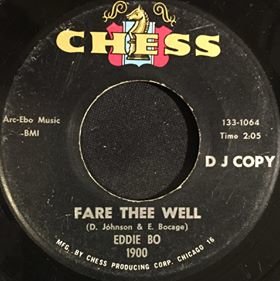 CHESS
Arc-Ebo Music
-BMI
133-1064
Time 2:05
D J COPY
FARE THEE WELL
(D. Johnson & E. Bocage)
EDDIE BO
1900
MFG. BY CHESS PRODUCING CORP. CHICAGO 16